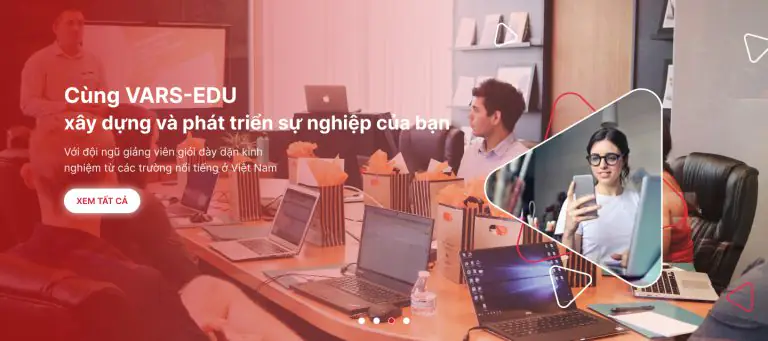 Cùng VARS-EDU
xây dựng và phát triển sự nghiệp của bạn
Với đội ngũ giảng viên giỏi dày dặn kinh
nghiệm từ các trường nổi tiếng ở Việt Nam
XEM TẤT CẢ